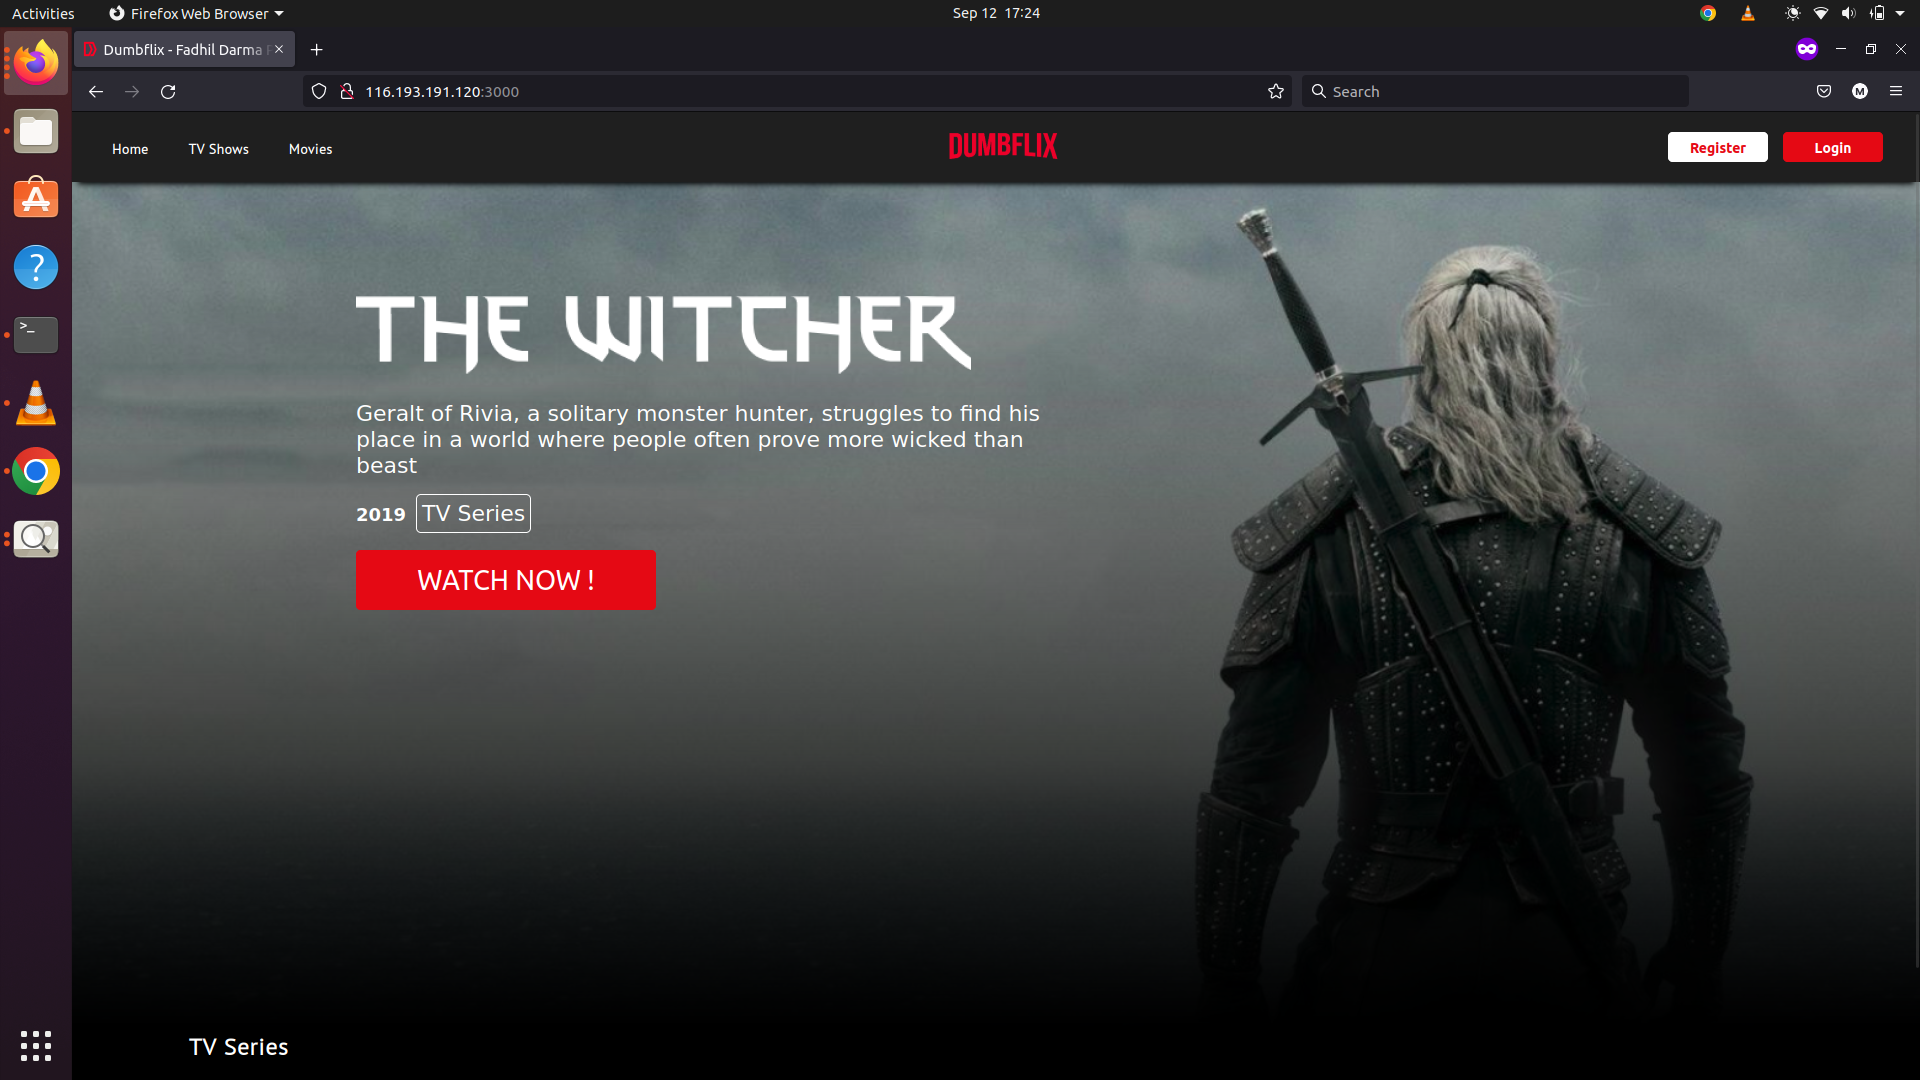 Activities
Firefox Web Browser
Sep 12 17:24
Dumbflix - Fadhil Darma
116.193.191.120:3000
Search
M
Home
TV Shows
Movies
DUMBFLIX
Register
Login
THE WITCHER
Geralt of Rivia, a solitary monster hunter, struggles to find his
place in a world where people often prove more wicked than
beast
2019 TV Series
WATCH NOW !
TV Series